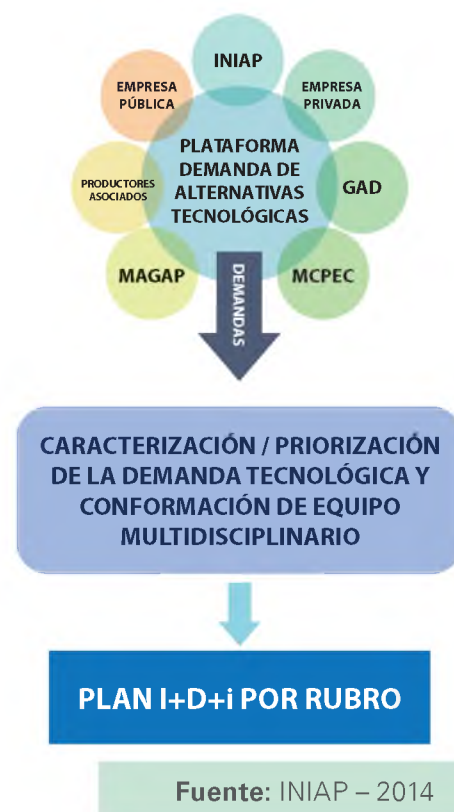 INIAP
EMPRESA
PÚBLICA
EMPRESA
PRIVADA
PLATAFORMA
DEMANDA DE
ALTERNATIVAS
TECNOLÓGICAS
PRODUCTORES
ASOCIADOS
GAD
MAGAP
MCPEC
DEMANDAS
CARACTERIZACIÓN / PRIORIZACIÓN
DE LA DEMANDA TECNOLÓGICA Y
CONFORMACIÓN DE EQUIPO
MULTIDISCIPLINARIO
PLAN I+D+i POR RUBRO
Fuente: INIAP – 2014